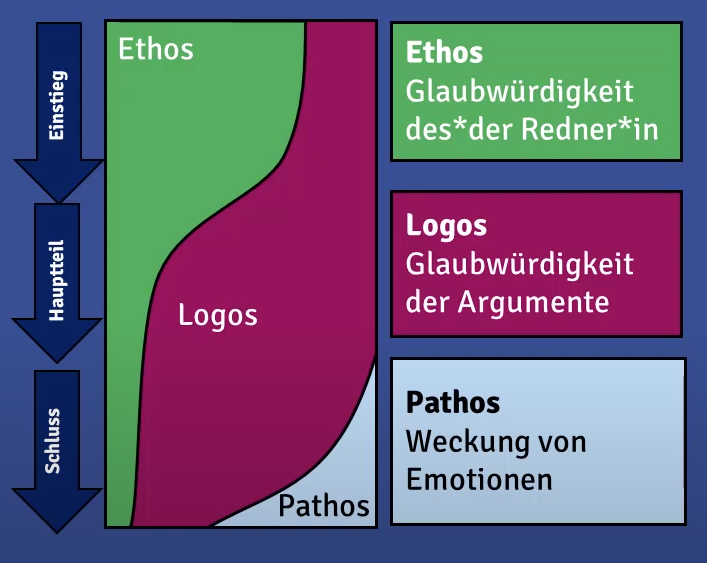 Einstieg
Hauptteil
Schluss
Ethos
Logos
Pathos
Ethos
Glaubwürdigkeit
des*der Redner*in
Logos
Glaubwürdigkeit
der Argumente
Pathos
Weckung von
Emotionen